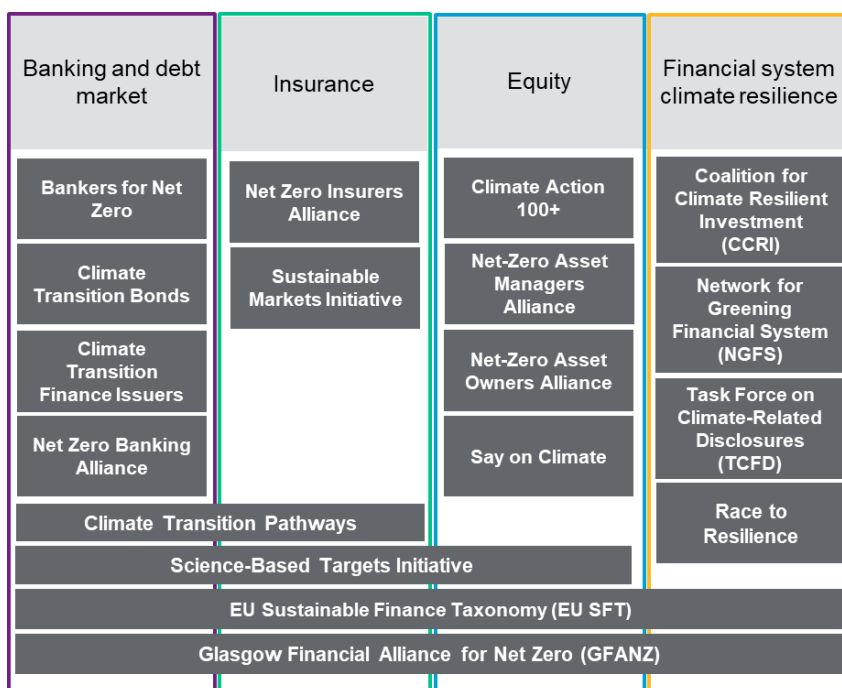 Banking and debt
market
Insurance
Equity
Financial system
climate resilience
Bankers for Net
Zero
Climate
Transition Bonds
Climate
Transition
Finance Issuers
Net Zero Banking
Alliance
Net Zero Insurers
Alliance
Sustainable
Markets Initiative
Climate Action
100+
Net-Zero Asset
Managers
Alliance
Net-Zero Asset
Owners Alliance
Say on Climate
Coalition for
Climate Resilient
Investment
(CCRI)
Network for
Greening
Financial System
(NGFS)
Task Force on
Climate-Related
Disclosures
(TCFD)
Race to
Resilience
Climate Transition Pathways
Science-Based Targets Initiative
EU Sustainable Finance Taxonomy (EU SFT)
Glasgow Financial Alliance for Net Zero (GFANZ)